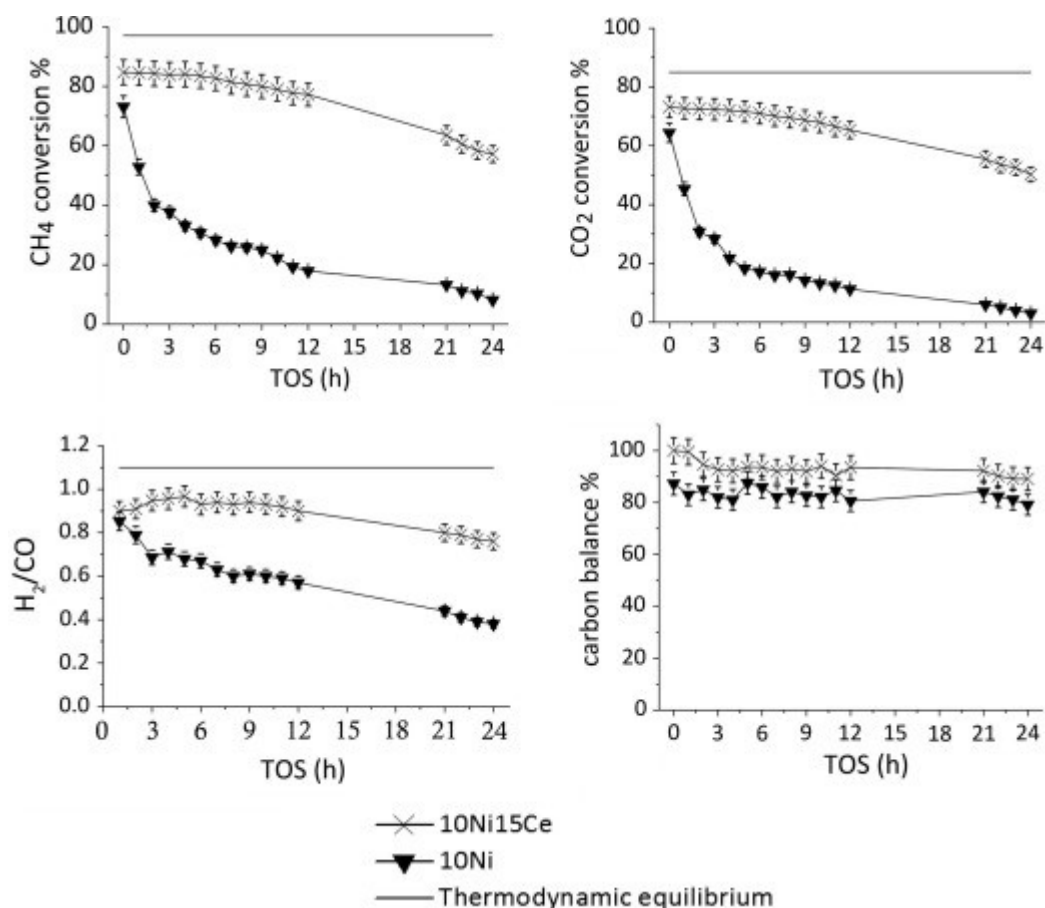 CH4 conversion %
100
80
60
40
20
0
0 3 6 9 12 15 18 21 24
TOS (h)
CO2 conversion %
100
80
60
40
20
0
0 3 6 9 12 15 18 21 24
TOS (h)
H2/CO
1.2
1.0
0.8
0.6
0.4
0.2
0.0
0 3 6 9 12 15 18 21 24
TOS (h)
carbon balance %
100
80
60
40
20
0
0 3 6 9 12 15 18 21 24
TOS (h)
10Ni15Ce
10Ni
Thermodynamic equilibrium